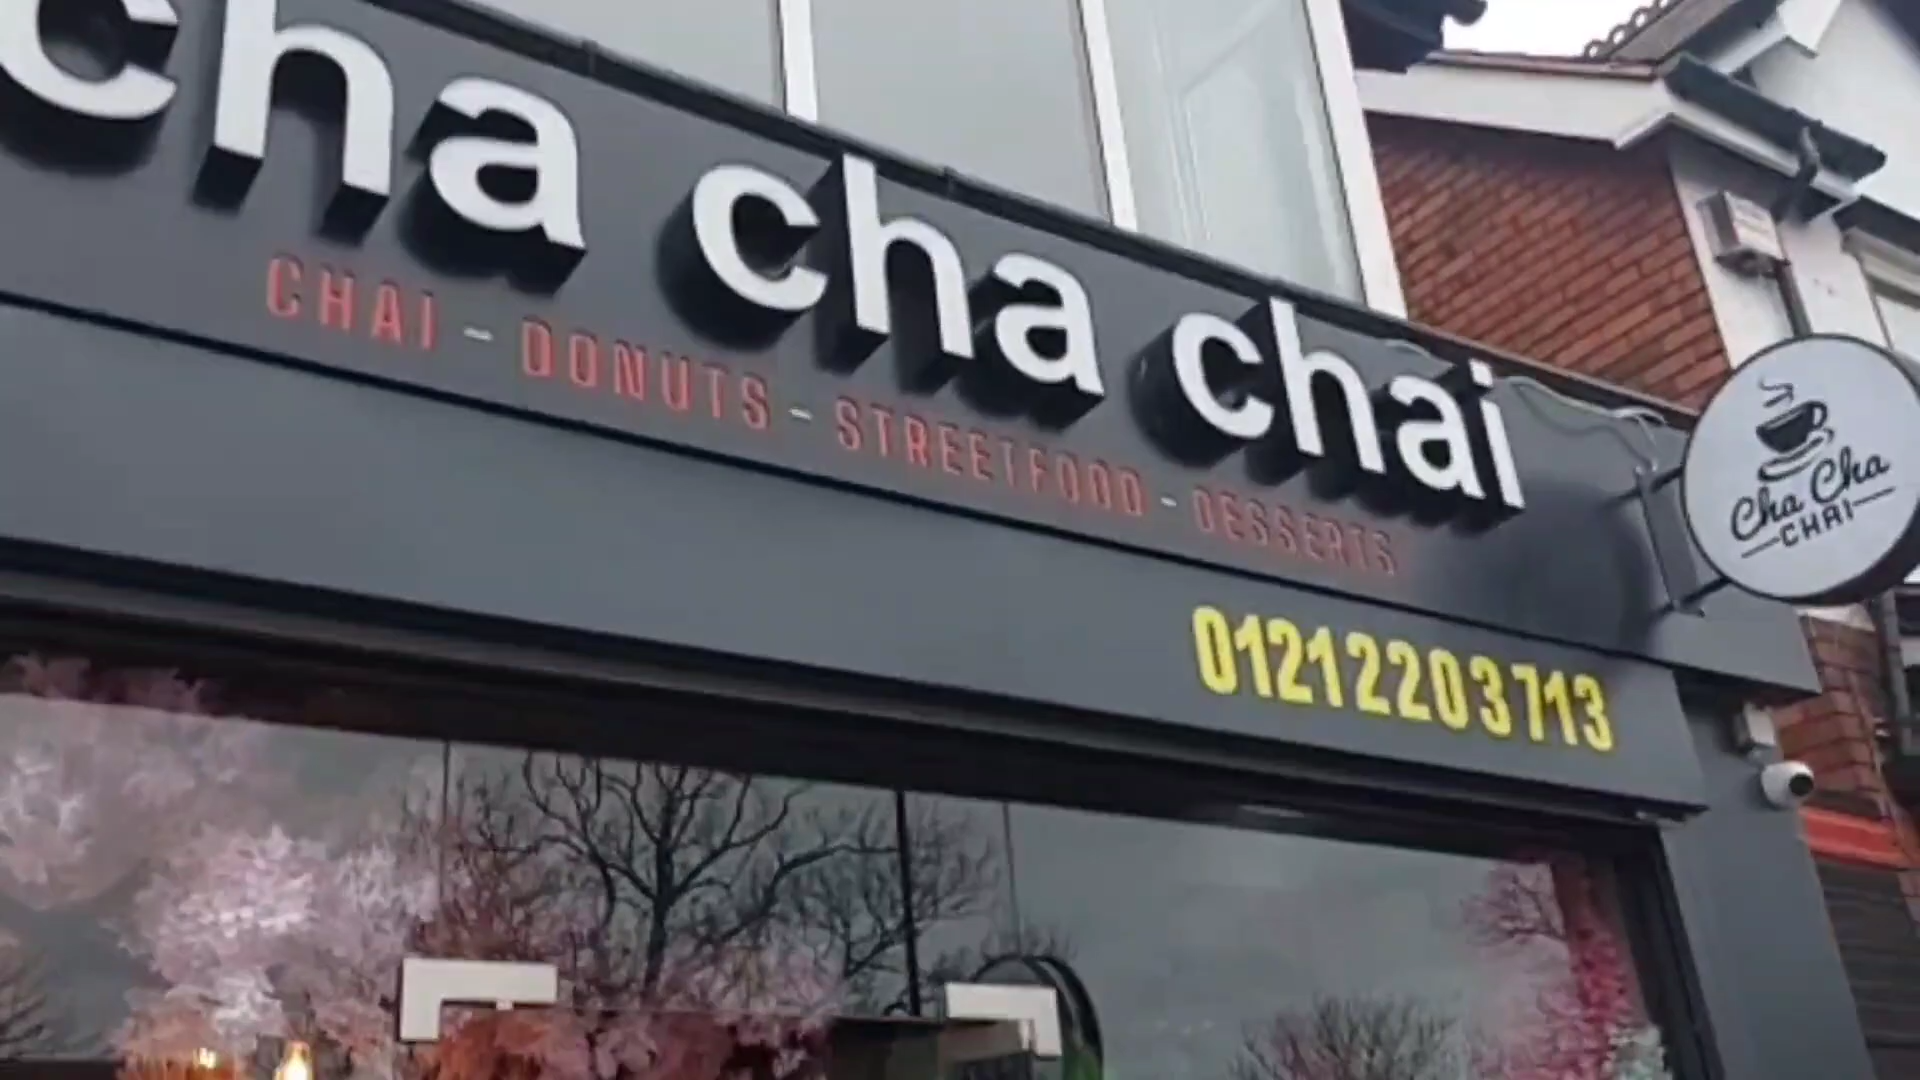 cha cha chai
CHAI - DONUTS - STREETFOOD - DESSERTS
01212203713
Cha Cha
CHAI